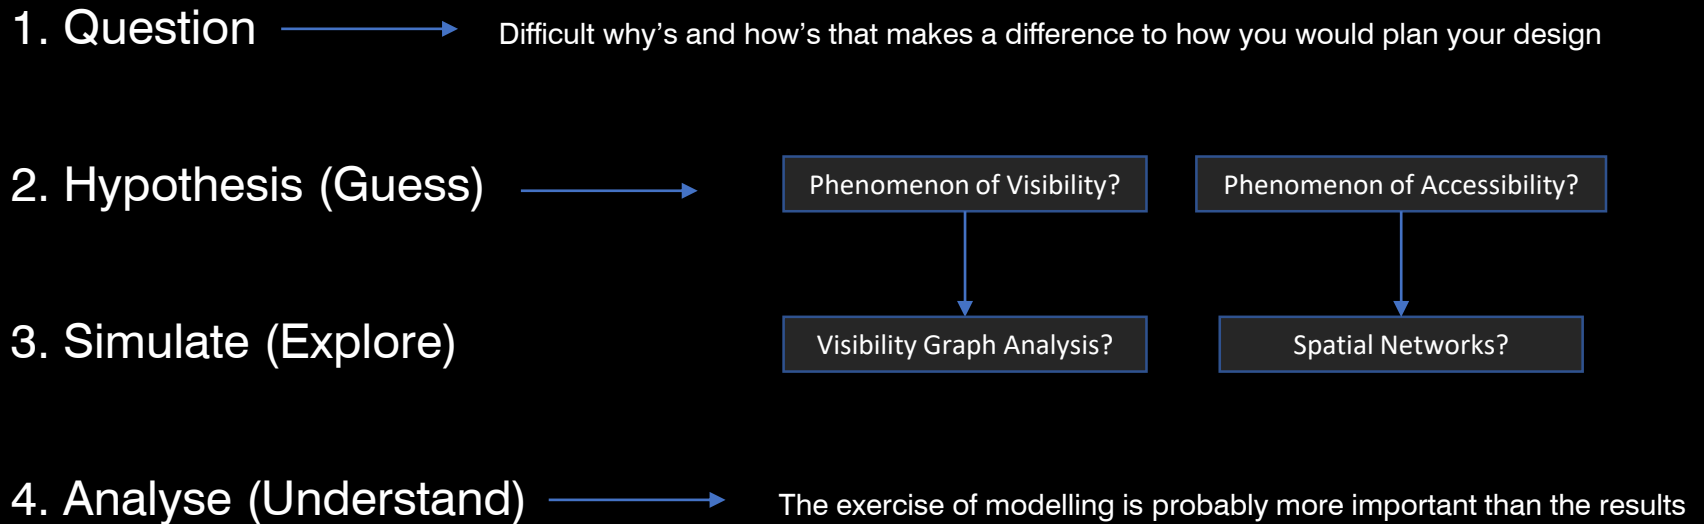 1. Question
Difficult why’s and how’s that makes a difference to how you would plan your design
2. Hypothesis (Guess)
Phenomenon of Visibility?
Phenomenon of Accessibility?
3. Simulate (Explore)
Visibility Graph Analysis?
Spatial Networks?
4. Analyse (Understand)
The exercise of modelling is probably more important than the results